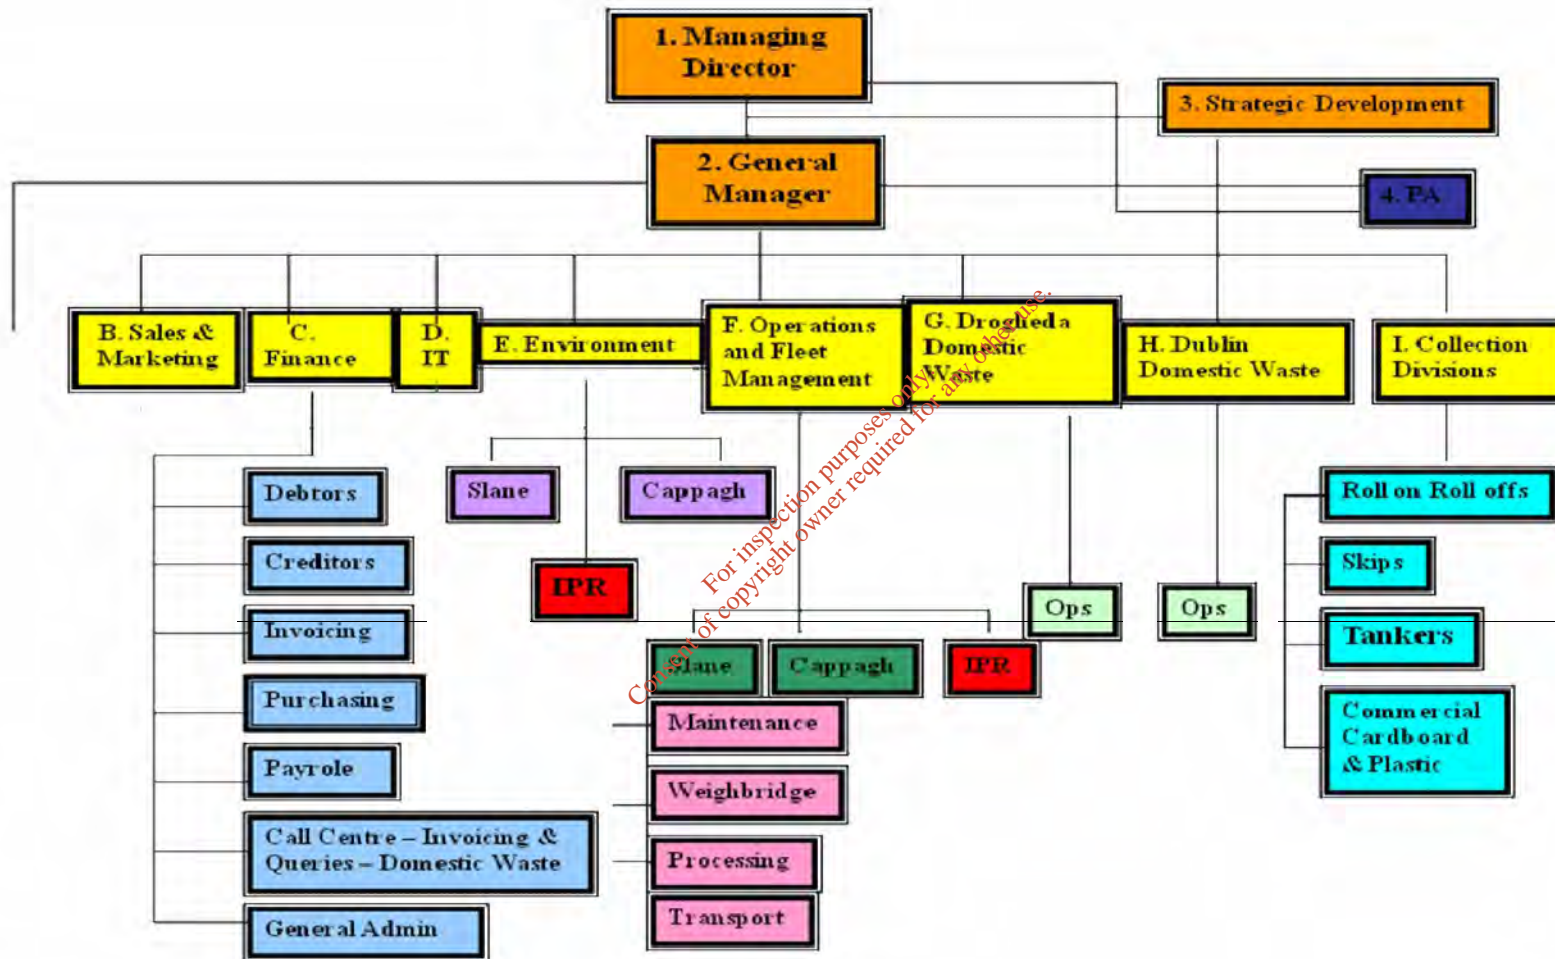 1. Managing
Director
3. Strategic Development
2. General
Manager
4. PA
B. Sales &
Marketing
C.
Finance
D.
IT
E. Environment
F. Operations
and Fleet
Management
G. Drogheda
Domestic
Waste
H. Dublin
Domestic Waste
I. Collection
Divisions
Debtors
Creditors
Invoicing
Purchasing
Payrole
Call Centre – Invoicing &
Queries – Domestic Waste
General Admin
Slane
Cappagh
IPR
Slane
Cappagh
IPR
Maintenance
Weighbridge
Processing
Transport
Ops
Ops
Roll on Roll offs
Skips
Tankers
Commercial
Cardboard
& Plastic
For inspection purposes only.
Consent of copyright owner required for any other use.